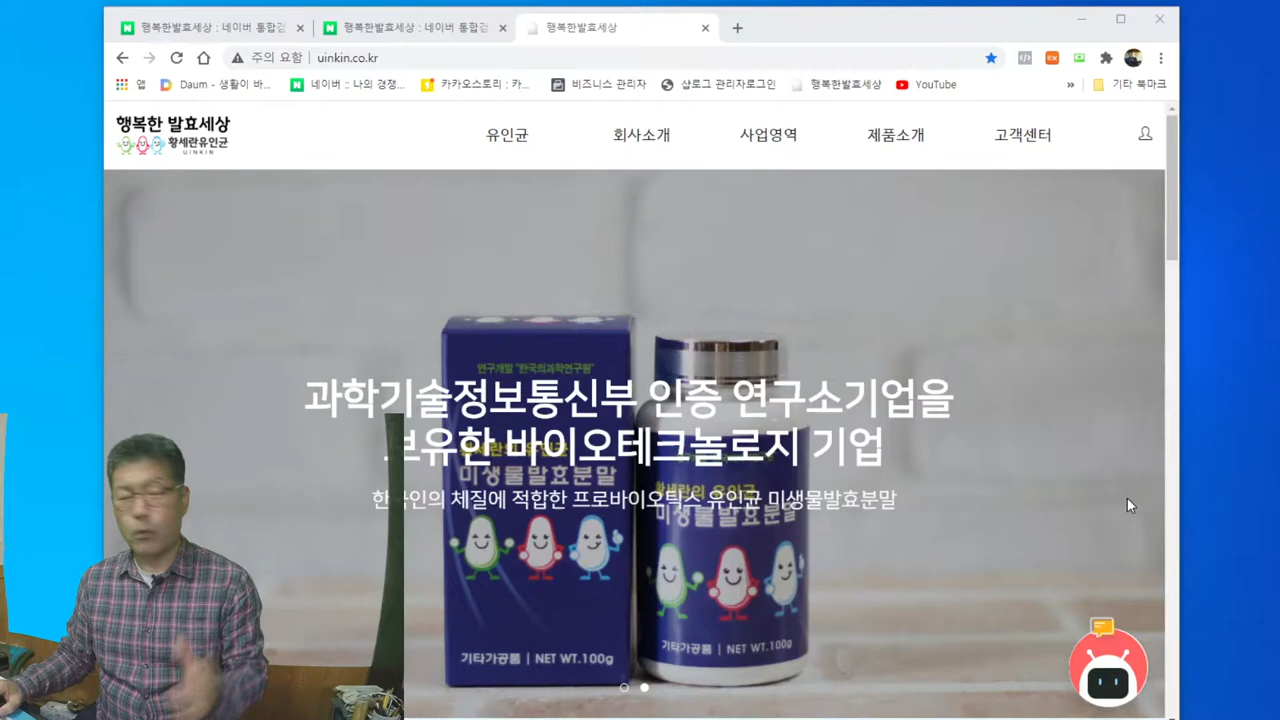 행복한발효세상 : 네이버 통합검
행복한발효세상 : 네이버 통합검
행복한발효세상
주의 요함
uinkin.co.kr
앱
Daum - 생활이 바...
네이버 :: 나의 경쟁...
카카오스토리 : 카...
비즈니스 관리자
샵로그 관리자로그인
행복한발효세상
YouTube
»
기타 북마크
행복한 발효세상
황세란유인균
UINKIN
유인균
회사소개
사업영역
제품소개
고객센터
연구개발 "한국의과학연구원"
과학기술정보통신부 인증 연구소기업을
보유한 바이오테크놀로지 기업
한국인의 체질에 적합한 프로바이오틱스 유인균 미생물발효분말
황세란의 유인균
미생물발효분말
황세란의 유인균
미생물발효분말
기타가공품 | NET WT.100g
기타가공품 | NET WT.100g